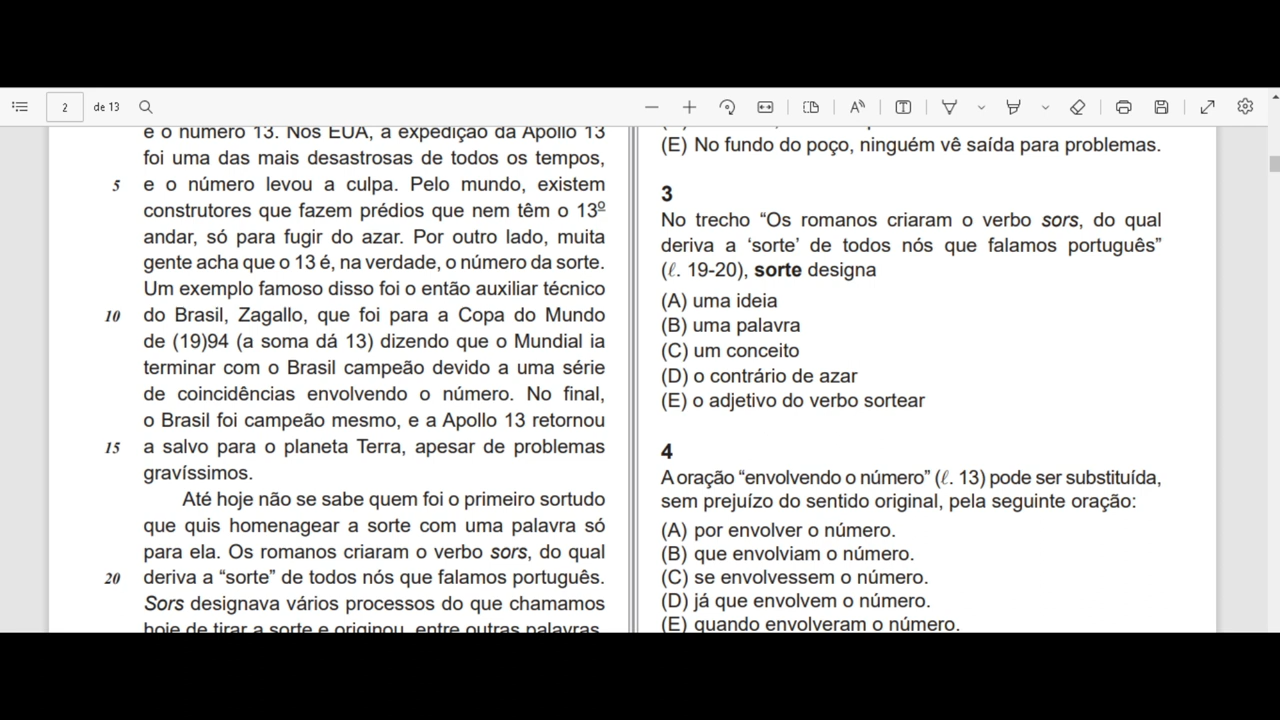 2 de 13
e o número 13. Nos EUA, a expedição da Apollo 13
foi uma das mais desastrosas de todos os tempos,
5 e o número levou a culpa. Pelo mundo, existem
construtores que fazem prédios que nem têm o 13º
andar, só para fugir do azar. Por outro lado, muita
gente acha que o 13 é, na verdade, o número da sorte.
Um exemplo famoso disso foi o então auxiliar técnico
10 do Brasil, Zagallo, que foi para a Copa do Mundo
de (19)94 (a soma dá 13) dizendo que o Mundial ia
terminar com o Brasil campeão devido a uma série
de coincidências envolvendo o número. No final,
o Brasil foi campeão mesmo, e a Apollo 13 retornou
15 a salvo para o planeta Terra, apesar de problemas
gravíssimos.
Até hoje não se sabe quem foi o primeiro sortudo
que quis homenagear a sorte com uma palavra só
para ela. Os romanos criaram o verbo sors, do qual
20 deriva a “sorte” de todos nós que falamos português.
Sors designava vários processos do que chamamos
hoje de tirar a sorte e originou, entre outras palavras,
(E) No fundo do poço, ninguém vê saída para problemas.
3
No trecho “Os romanos criaram o verbo sors, do qual
deriva a ‘sorte’ de todos nós que falamos português”
(ℓ. 19-20), sorte designa
(A) uma ideia
(B) uma palavra
(C) um conceito
(D) o contrário de azar
(E) o adjetivo do verbo sortear
4
A oração “envolvendo o número” (ℓ. 13) pode ser substituída,
sem prejuízo do sentido original, pela seguinte oração:
(A) por envolver o número.
(B) que envolviam o número.
(C) se envolvessem o número.
(D) já que envolvem o número.
(E) quando envolveram o número.